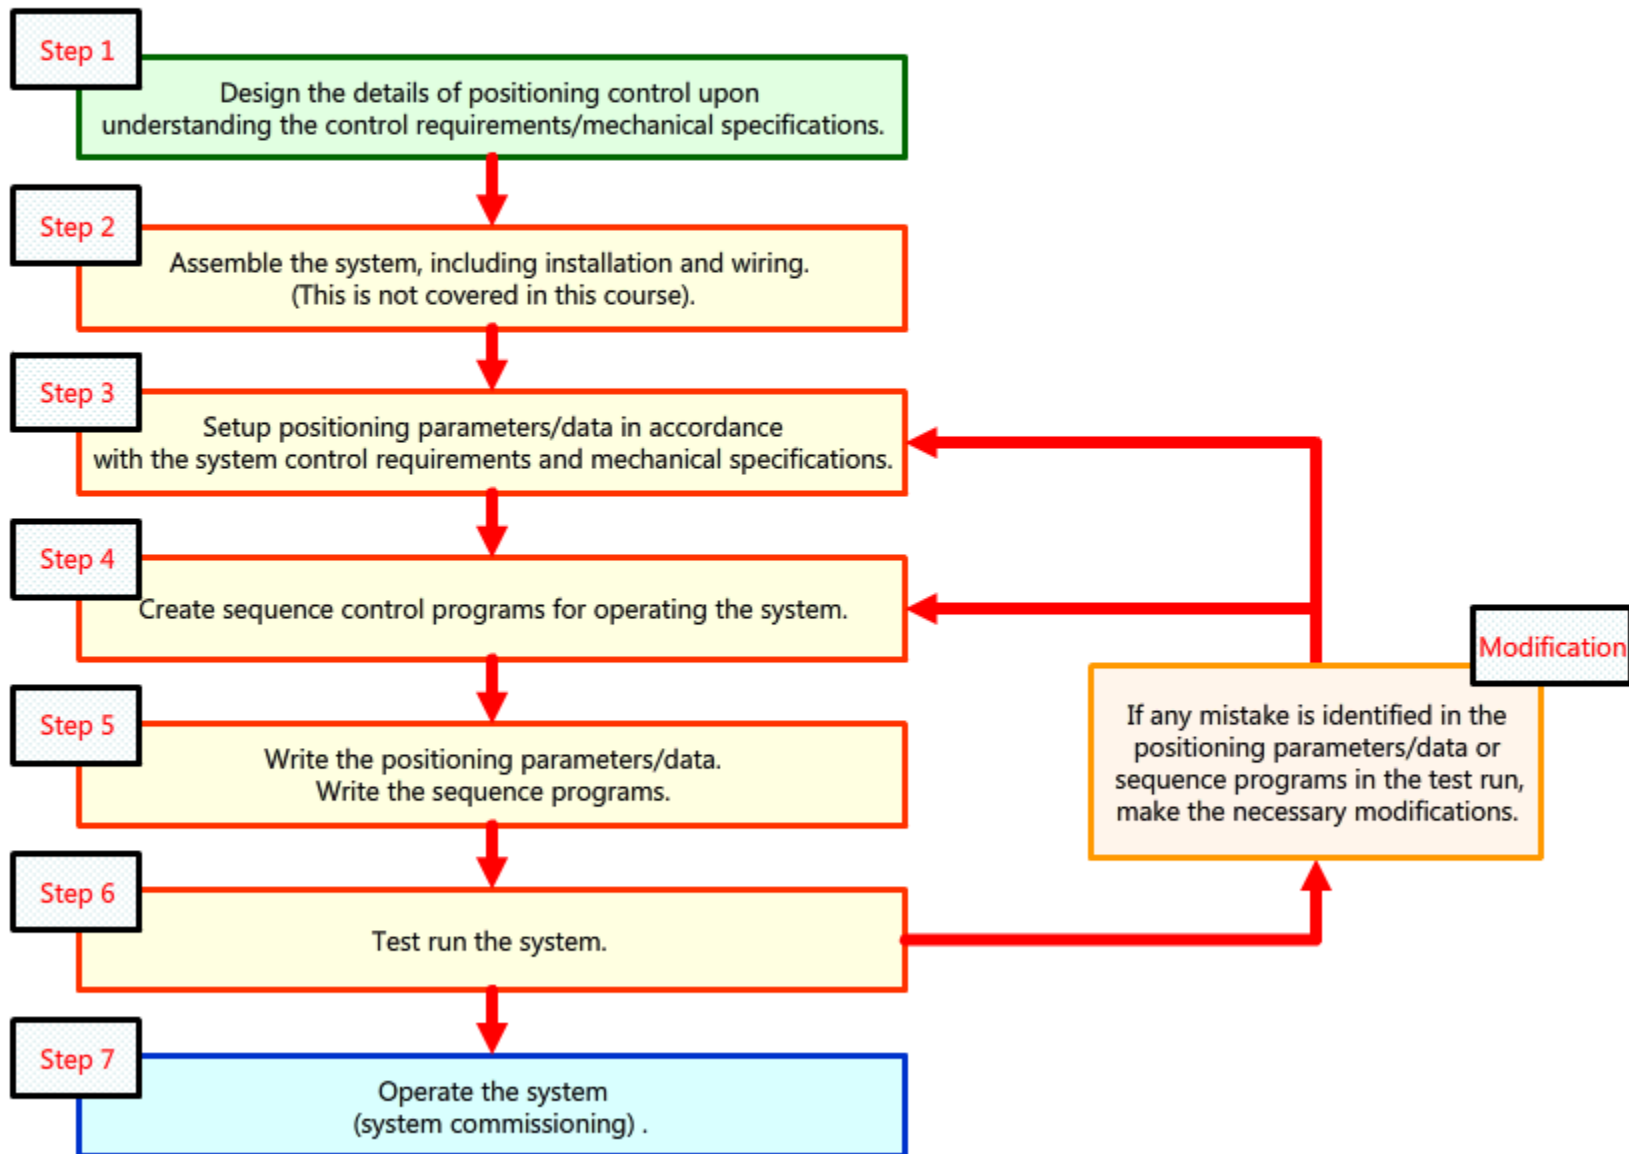 Step 1
Design the details of positioning control upon
understanding the control requirements/mechanical specifications.
Step 2
Assemble the system, including installation and wiring.
(This is not covered in this course).
Step 3
Setup positioning parameters/data in accordance
with the system control requirements and mechanical specifications.
Step 4
Create sequence control programs for operating the system.
Modification
If any mistake is identified in the
positioning parameters/data or
sequence programs in the test run,
make the necessary modifications.
Step 5
Write the positioning parameters/data.
Write the sequence programs.
Step 6
Test run the system.
Step 7
Operate the system
(system commissioning) .